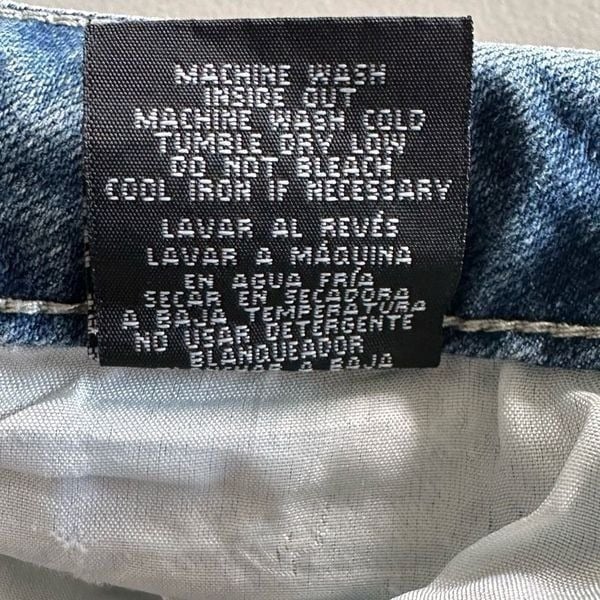 MACHINE WASH
INSIDE OUT
MACHINE WASH COLD
TUMBLE DRY LOW
DO NOT BLEACH
COOL IRON IF NECESSARY
LAVAR AL REVÉS
LAVAR A MÁQUINA
EN AGUA FRÍA
SECAR EN SECADORA
A BAJA TEMPERATURA
NO USAR DETERGENTE
BLANQUEADOR
A BAJA